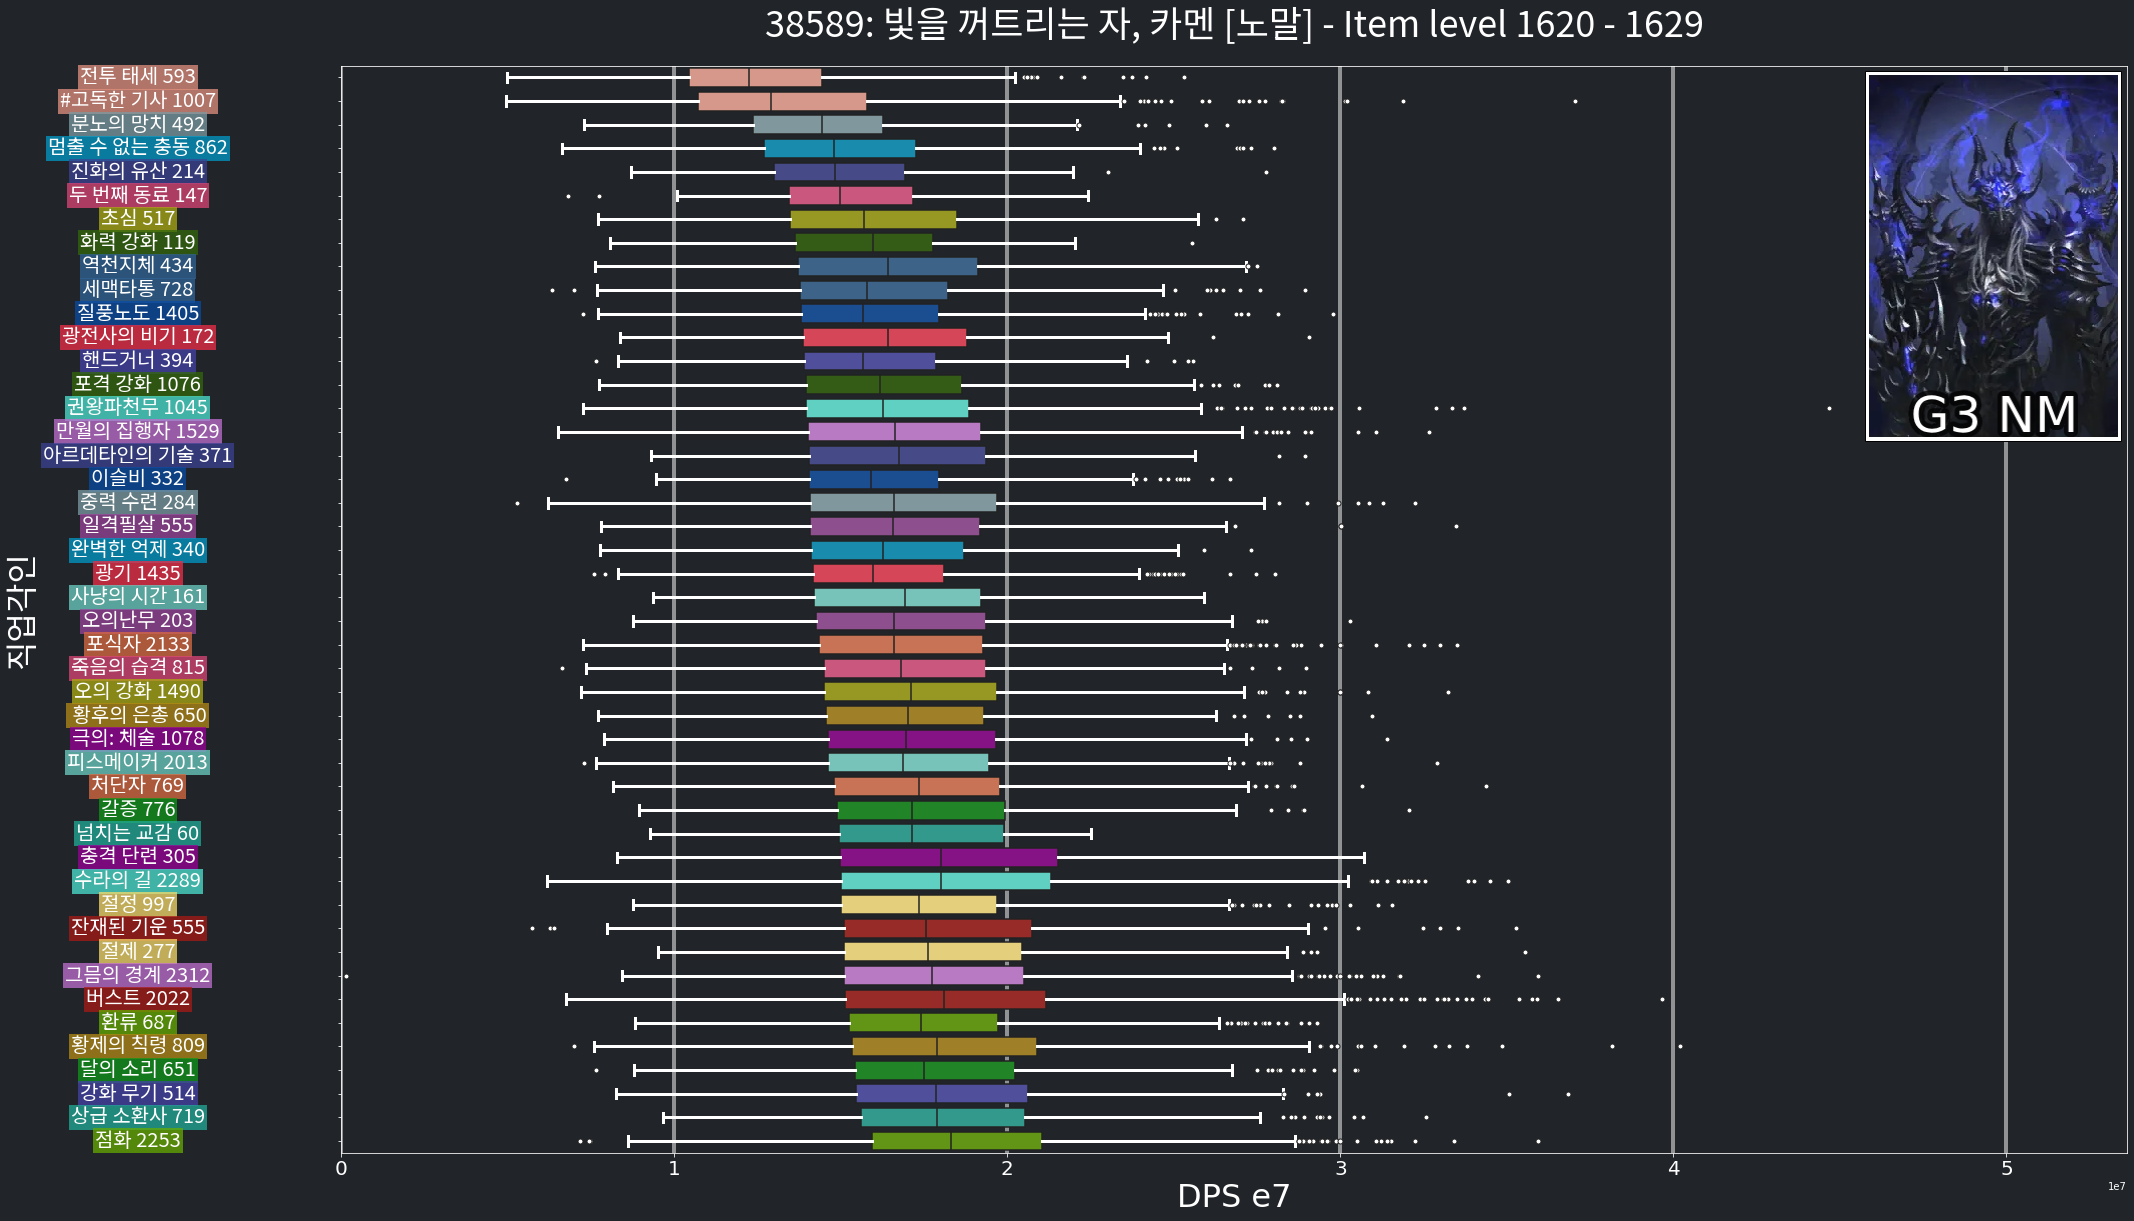 38589: 빛을 꺼트리는 자, 카멘 [노말] - Item level 1620 - 1629
전투 태세 593
#고독한 기사 1007
분노의 망치 492
멈출 수 없는 충동 862
진화의 유산 214
두 번째 동료 147
초심 517
화력 강화 119
역천지체 434
세맥타통 728
질풍노도 1405
광전사의 비기 172
핸드거너 394
포격 강화 1076
권왕파천무 1045
만월의 집행자 1529
아르데타인의 기술 371
이슬비 332
중력 수련 284
일격필살 555
완벽한 억제 340
광기 1435
사냥의 시간 161
오의난무 203
포식자 2133
죽음의 습격 815
오의 강화 1490
황후의 은총 650
극의: 체술 1078
피스메이커 2013
처단자 769
갈증 776
넘치는 교감 60
충격 단련 305
수라의 길 2289
절정 997
잔재된 기운 555
절제 277
그믐의 경계 2312
버스트 2022
환류 687
황제의 칙령 809
달의 소리 651
강화 무기 514
상급 소환사 719
점화 2253
직업각인
G3 NM
0 1 2 3 4 5
DPS e7
1e7